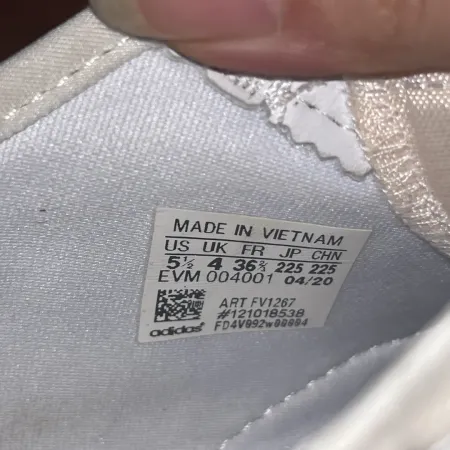 MADE IN VIETNAM
US UK FR JP CHN
5½ 4 36⅔ 225 225
EVM 004001 04/20
ART FV1267
#121018538
adidas